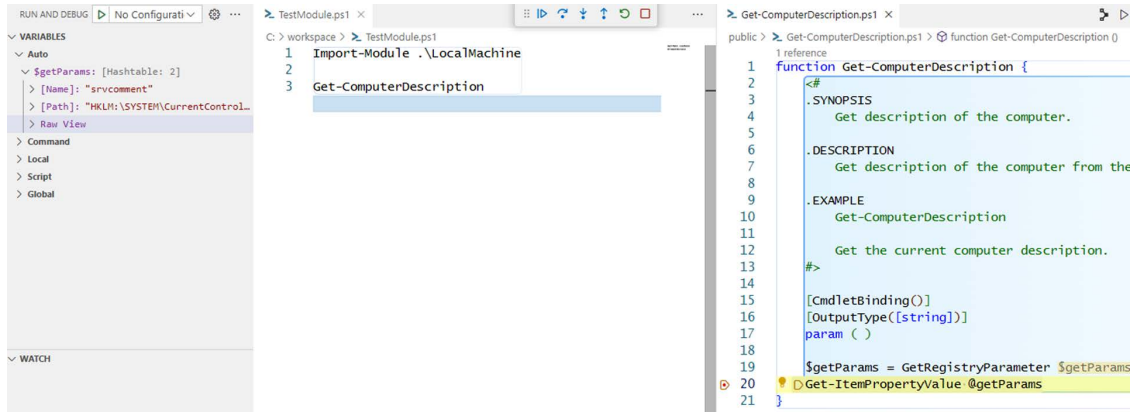 RUN AND DEBUG No Configurati
VARIABLES
Auto
$getParams: [Hashtable: 2]
[Name]: "srvcomment"
[Path]: "HKLM:\SYSTEM\CurrentControl...
Raw View
Command
Local
Script
Global
WATCH
TestModule.ps1
C: > workspace > TestModule.ps1
1 Import-Module .\LocalMachine
2
3 Get-ComputerDescription
Get-ComputerDescription.ps1
public > Get-ComputerDescription.ps1 > function Get-ComputerDescription ()
1 reference
1 function Get-ComputerDescription {
2 <#
3 .SYNOPSIS
4 Get description of the computer.
5
6 .DESCRIPTION
7 Get description of the computer from the
8
9 .EXAMPLE
10 Get-ComputerDescription
11
12 Get the current computer description.
13 #>
14
15 [CmdletBinding()]
16 [OutputType([string])]
17 param ( )
18
19 $getParams = GetRegistryParameter $getParams
20 Get-ItemPropertyValue @getParams
21 }